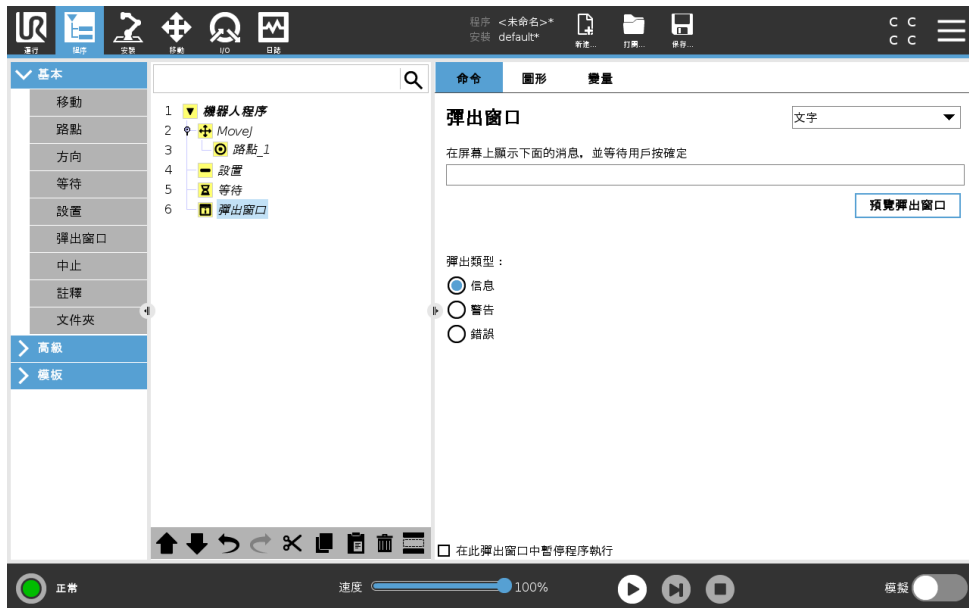 UR
運行
程序
安裝
移動
I/O
日誌
程序 <未命名>*
安裝 default*
新建...
打開...
保存...
C C
C C
基本
移動
路點
方向
等待
設置
彈出窗口
中止
註釋
文件夾
高級
模板
1 機器人程序
2 MoveJ
3 路點_1
4 設置
5 等待
6 彈出窗口
命令 圖形 變量
彈出窗口
文字
在屏幕上顯示下面的消息，並等待用戶按確定
預覽彈出窗口
彈出類型：
信息
警告
錯誤
在此彈出窗口中暫停程序執行
正常
速度
100%
模擬